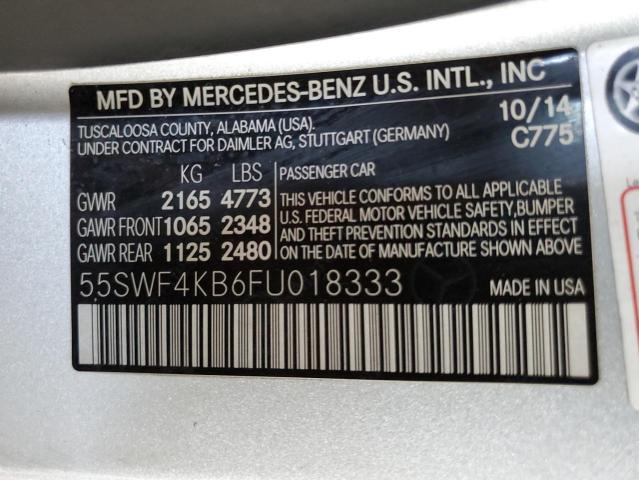 MFD BY MERCEDES-BENZ U.S. INTL., INC
TUSCALOOSA COUNTY, ALABAMA (USA). 10/14
UNDER CONTRACT FOR DAIMLER AG, STUTTGART (GERMANY) C775
KG LBS PASSENGER CAR
GVWR 2165 4773 THIS VEHICLE CONFORMS TO ALL APPLICABLE
GAWR FRONT 1065 2348 U.S. FEDERAL MOTOR VEHICLE SAFETY, BUMPER
GAWR REAR 1125 2480 AND THEFT PREVENTION STANDARDS IN EFFECT
ON THE DATE OF MANUFACTURE SHOWN ABOVE.
55SWF4KB6FU018333 MADE IN USA